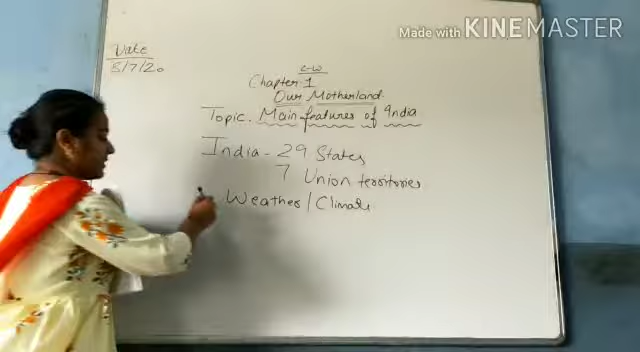 Made with KINEMASTER
Date
8/7/20
C-W
Chapter. 1
Our Motherland
Topic. Main features of India
India - 29 States
7 Union territories
Weather/Climate